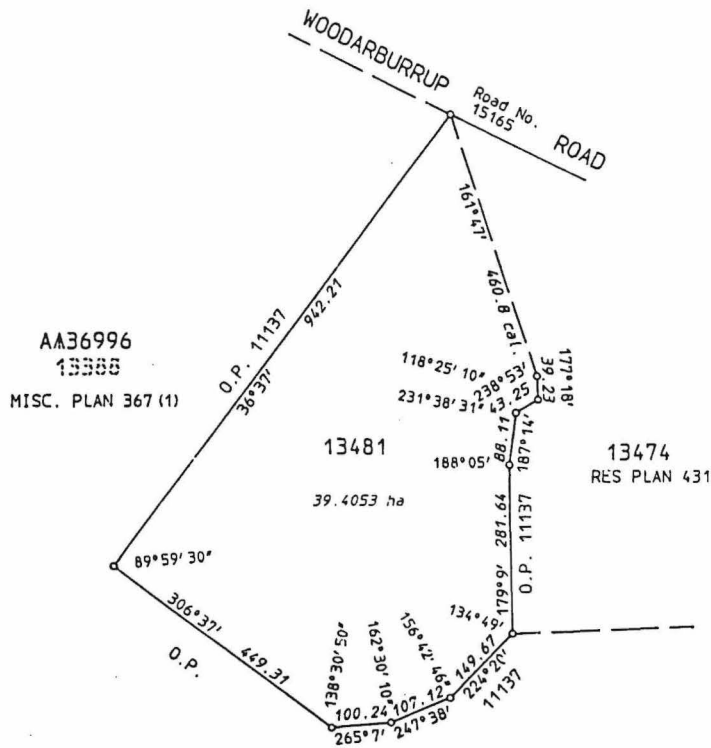 WOODARBURRUP
Road No.
15165
ROAD
161°47'
460.8 cal.
942.21
O.P. 11137
36°37'
AA36996
13388
MISC. PLAN 367 (1)
118°25'10"
238°53'
177°18'
39.23
231°38'31"
43.25
88.11
187°14'
188°05'
13481
39.4053 ha
13474
RES PLAN 431
281.64
179°9'
O.P. 11137
89°59'30"
134°49'
306°37'
449.31
O.P.
138°30'50"
162°30'10"
156°42'46"
149.67
224°20'
11137
100.24
107.12
265°7'
247°38'